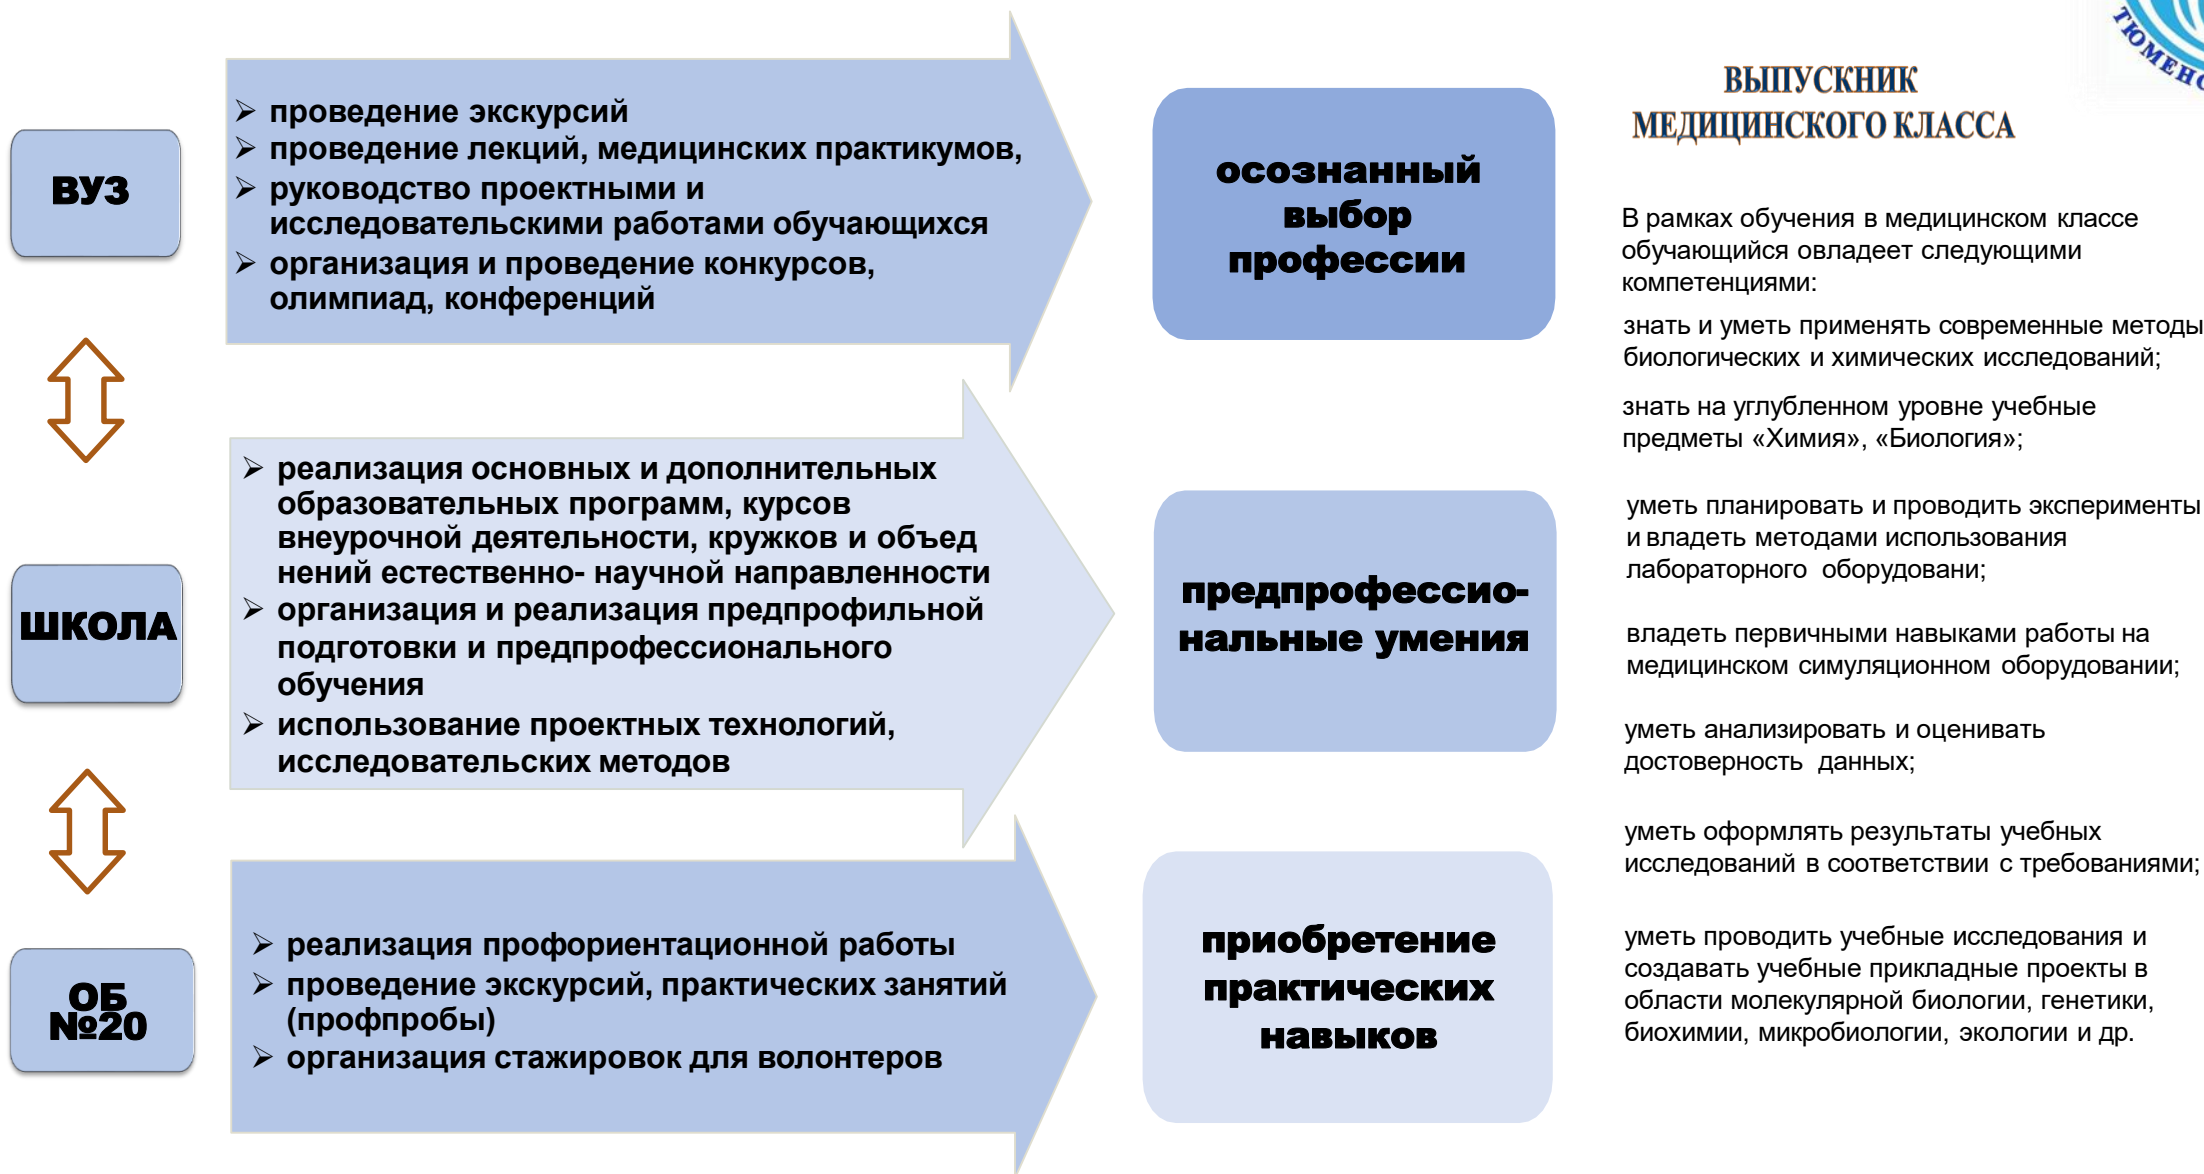 ВУЗ
проведение экскурсий
проведение лекций, медицинских практикумов,
руководство проектными и
исследовательскими работами обучающихся
организация и проведение конкурсов,
олимпиад, конференций
осознанный
выбор
профессии
ШКОЛА
реализация основных и дополнительных
образовательных программ, курсов
внеурочной деятельности, кружков и объед
нений естественно- научной направленности
организация и реализация предпрофильной
подготовки и предпрофессионального
обучения
использование проектных технологий,
исследовательских методов
предпрофессио-
нальные умения
ОБ
№20
реализация профориентационной работы
проведение экскурсий, практических занятий
(профпробы)
организация стажировок для волонтеров
приобретение
практических
навыков
ВЫПУСКНИК
МЕДИЦИНСКОГО КЛАССА
В рамках обучения в медицинском классе
обучающийся овладеет следующими
компетенциями:
знать и уметь применять современные методы
биологических и химических исследований;
знать на углубленном уровне учебные
предметы «Химия», «Биология»;
уметь планировать и проводить эксперименты
и владеть методами использования
лабораторного оборудовани;
владеть первичными навыками работы на
медицинском симуляционном оборудовании;
уметь анализировать и оценивать
достоверность данных;
уметь оформлять результаты учебных
исследований в соответствии с требованиями;
уметь проводить учебные исследования и
создавать учебные прикладные проекты в
области молекулярной биологии, генетики,
биохимии, микробиологии, экологии и др.